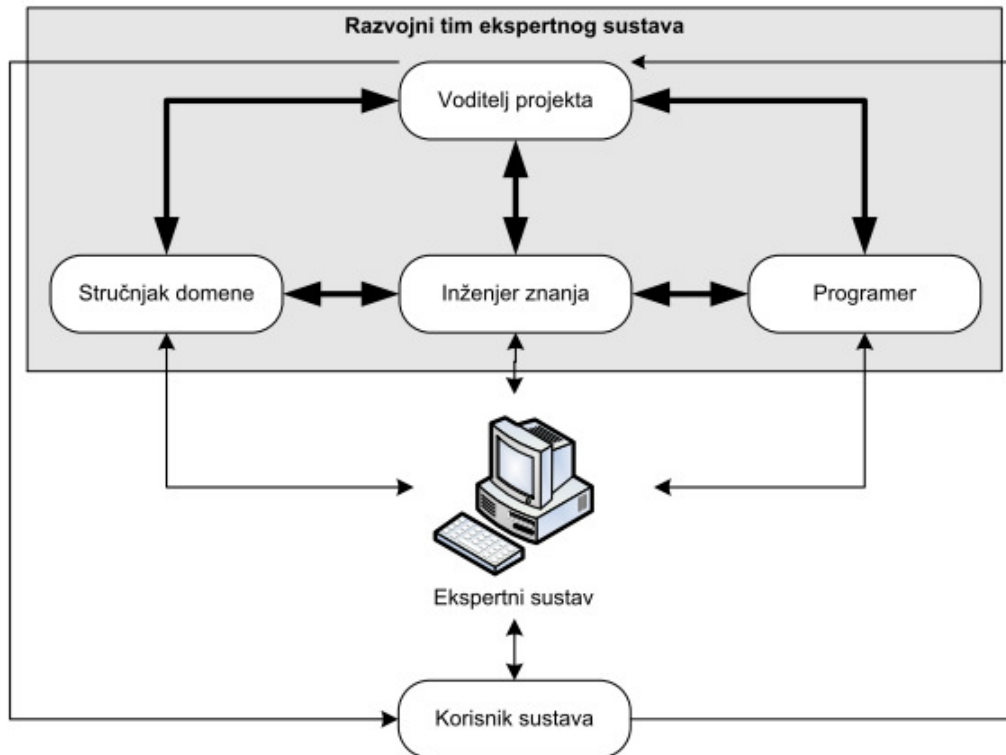 Razvojni tim ekspertnog sustava
Voditelj projekta
Stručnjak domene
Inženjer znanja
Programer
Ekspertni sustav
Korisnik sustava